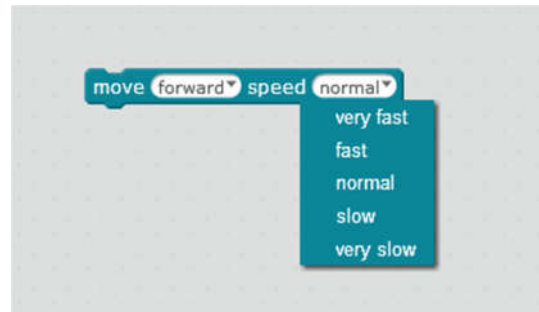 move forward speed normal
very fast
fast
normal
slow
very slow